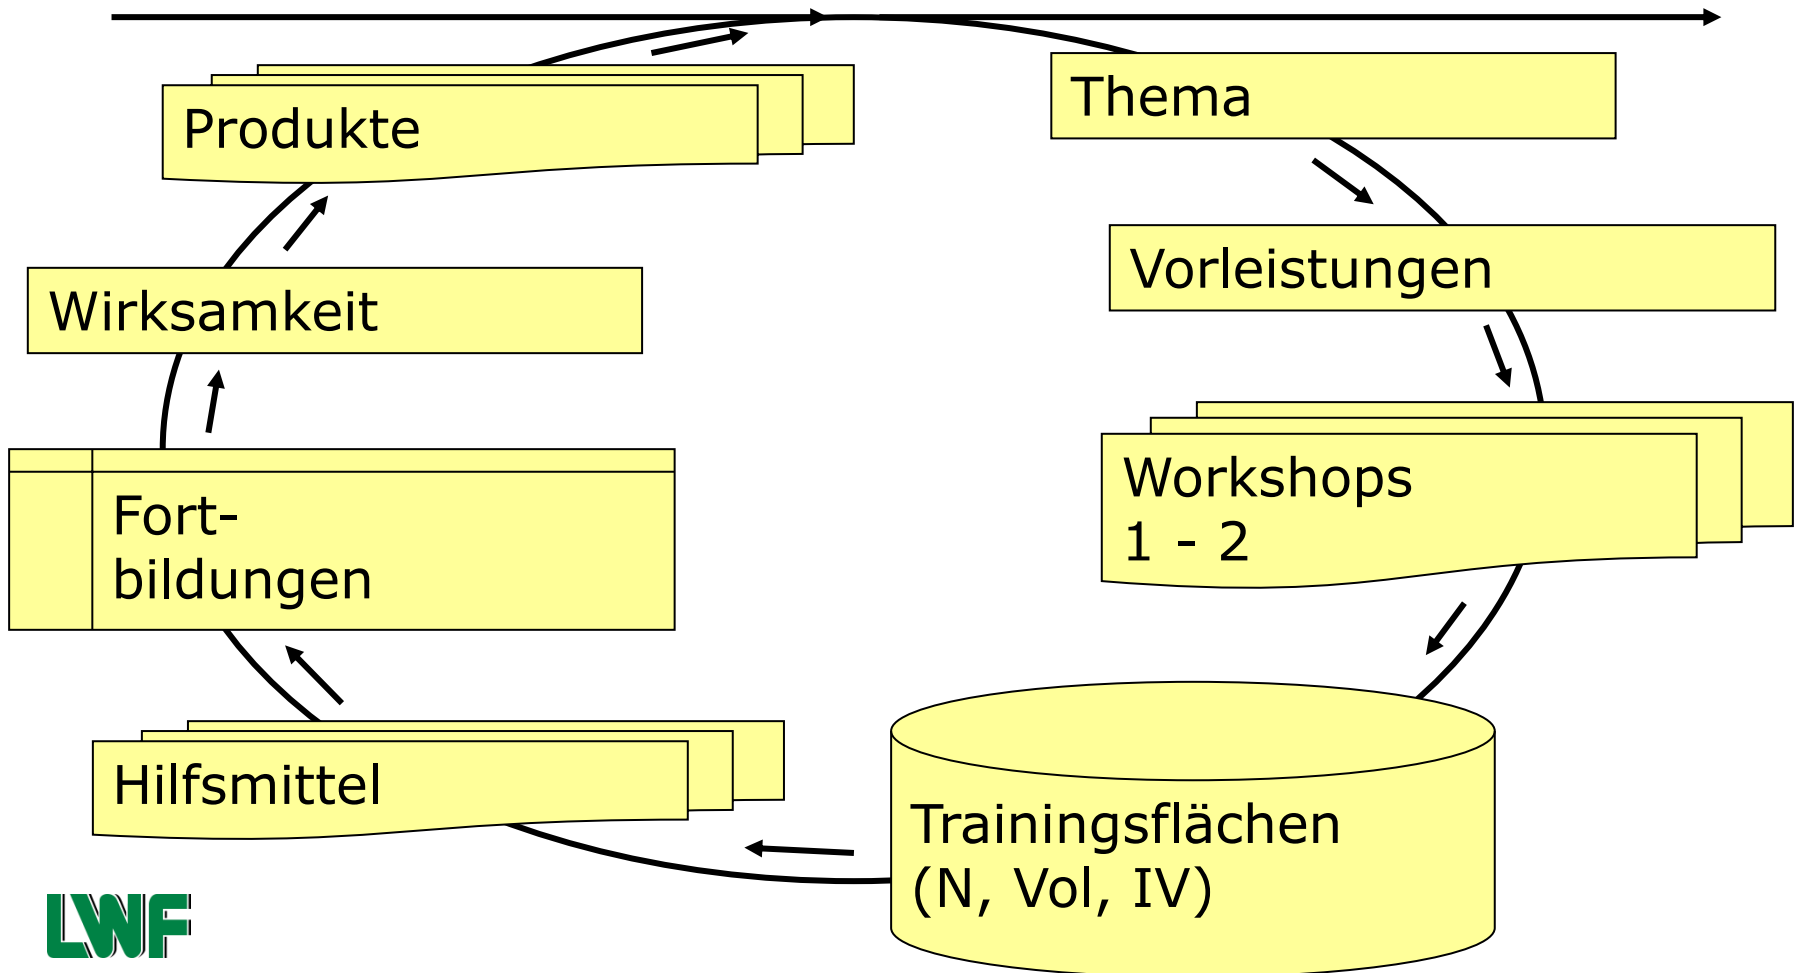 Produkte
Thema
Wirksamkeit
Vorleistungen
Fort-
bildungen
Workshops
1 - 2
Hilfsmittel
Trainingsflächen
(N, Vol, IV)
LWF